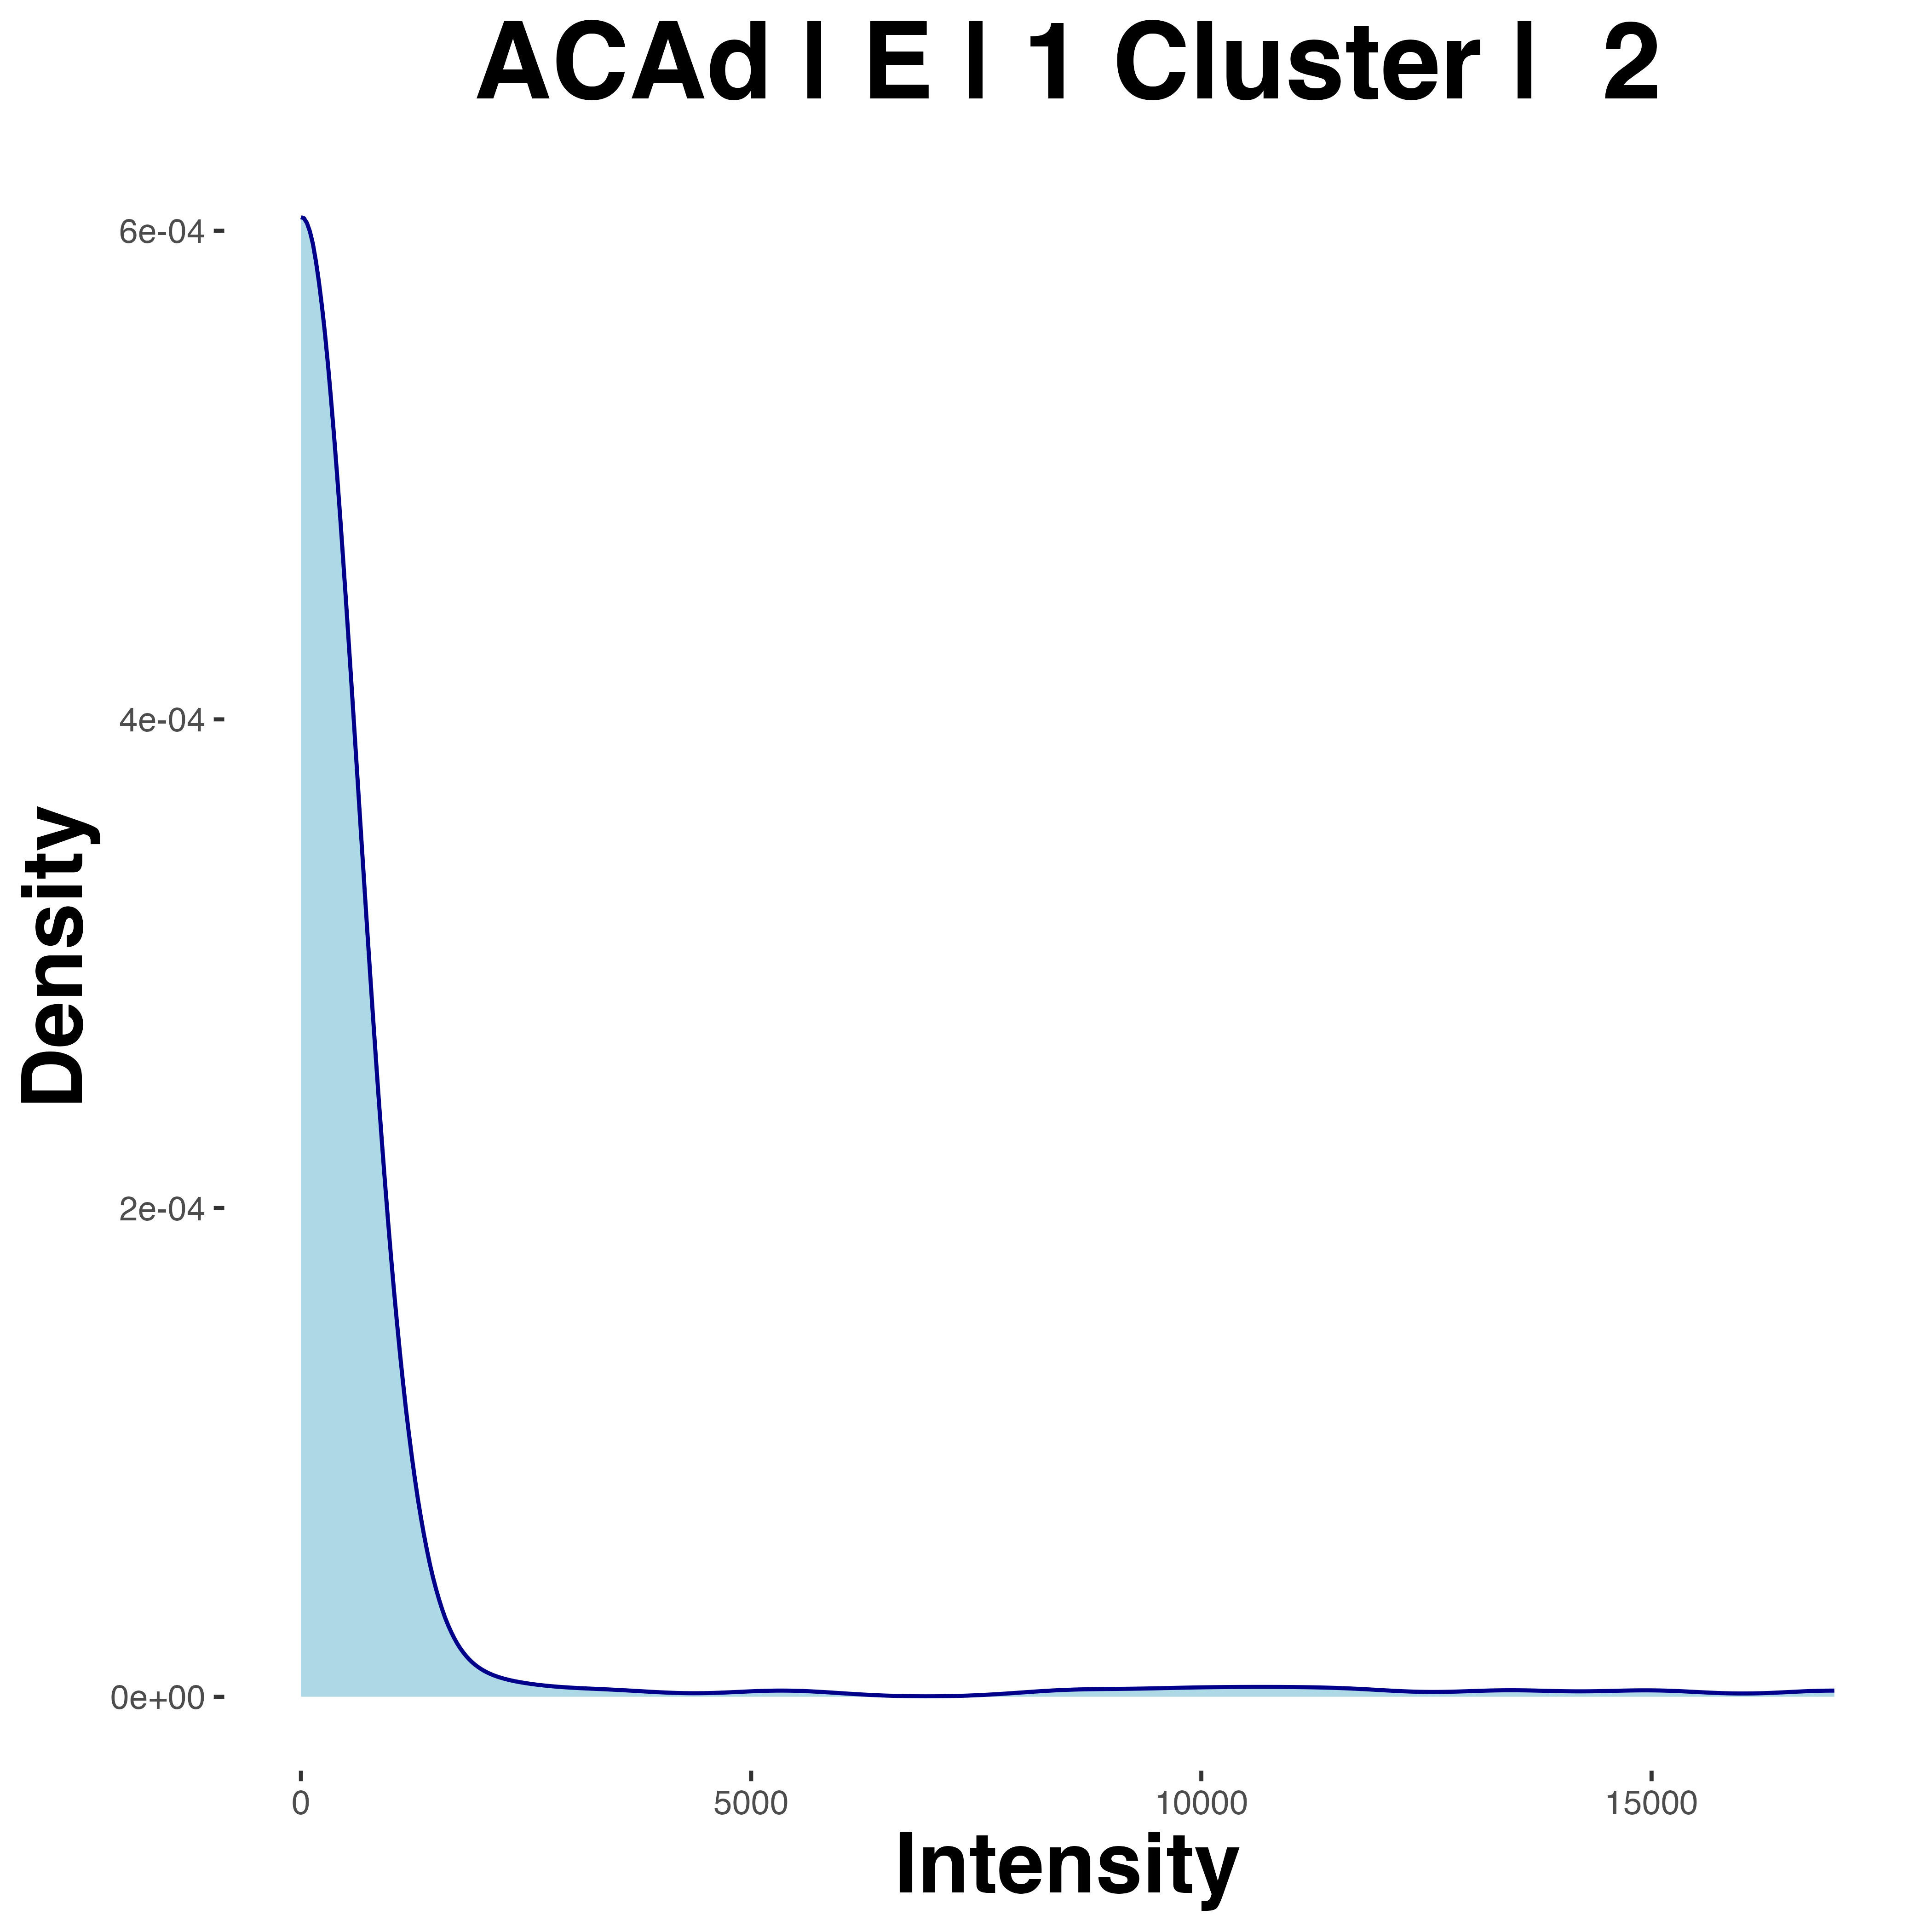 ACAd | E | 1 Cluster | 2
6e-04
4e-04
2e-04
0e+00
Density
0 5000 10000 15000
Intensity